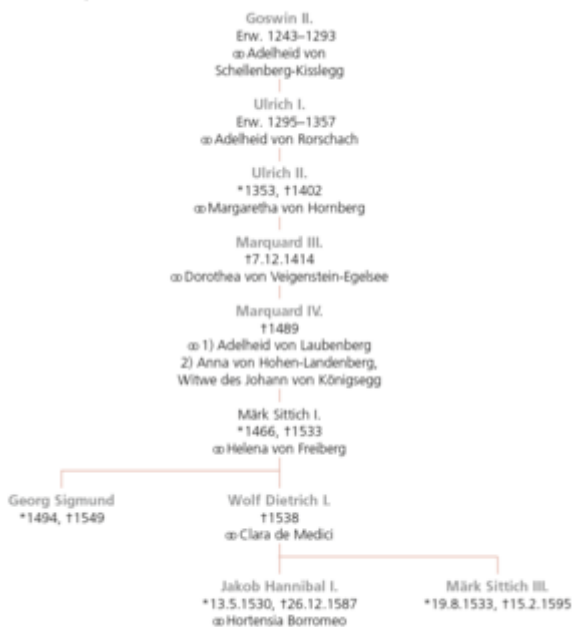 Goswin II.
Erw. 1243–1293
⚭ Adelheid von
Schellenberg-Kisslegg
Ulrich I.
Erw. 1295–1357
⚭ Adelheid von Rorschach
Ulrich II.
*1353, †1402
⚭ Margaretha von Hornberg
Marquard III.
†7.12.1414
⚭ Dorothea von Veigenstein-Egelsee
Marquard IV.
†1489
⚭ 1) Adelheid von Laubenberg
2) Anna von Hohen-Landenberg,
Witwe des Johann von Königsegg
Märk Sittich I.
*1466, †1533
⚭ Helena von Freiberg
Georg Sigmund
*1494, †1549
Wolf Dietrich I.
†1538
⚭ Clara de Medici
Jakob Hannibal I.
*13.5.1530, †26.12.1587
⚭ Hortensia Borromeo
Märk Sittich III.
*19.8.1533, †15.2.1595